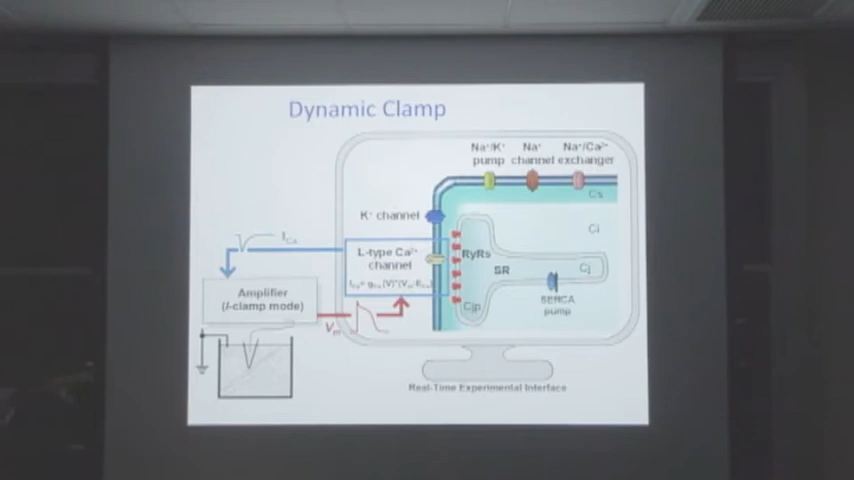 Dynamic Clamp
Na⁺/K⁺ Na⁺ Na⁺/Ca²⁺
pump channel exchanger
Cs
K⁺ channel
Ci
I_Ca
L-type Ca²⁺
channel
RyRs
SR
Cj
Amplifier
(I-clamp mode)
SERCA
pump
Cjp
V_m
Real-Time Experimental Interface